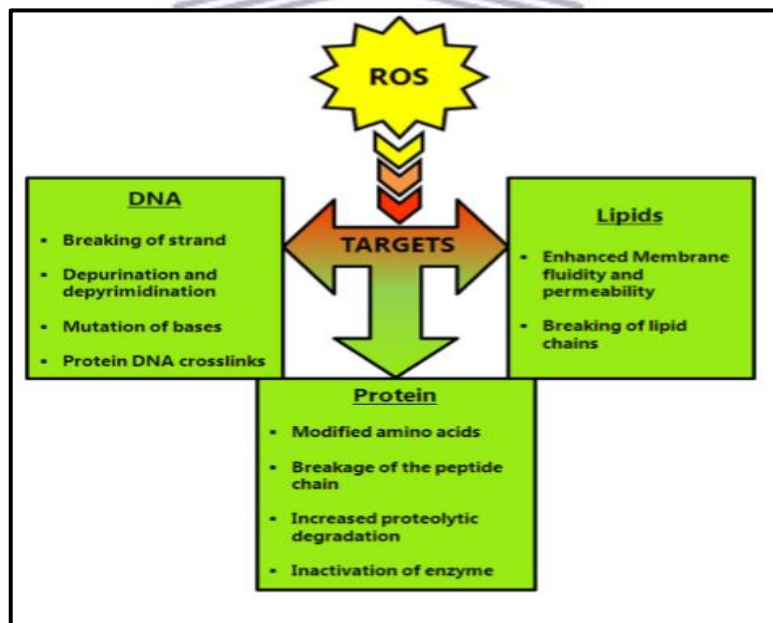 ROS
TARGETS
DNA
▪ Breaking of strand
▪ Depurination and
depyrimidination
▪ Mutation of bases
▪ Protein DNA crosslinks
Lipids
▪ Enhanced Membrane
fluidity and
permeability
▪ Breaking of lipid
chains
Protein
▪ Modified amino acids
▪ Breakage of the peptide
chain
▪ Increased proteolytic
degradation
▪ Inactivation of enzyme